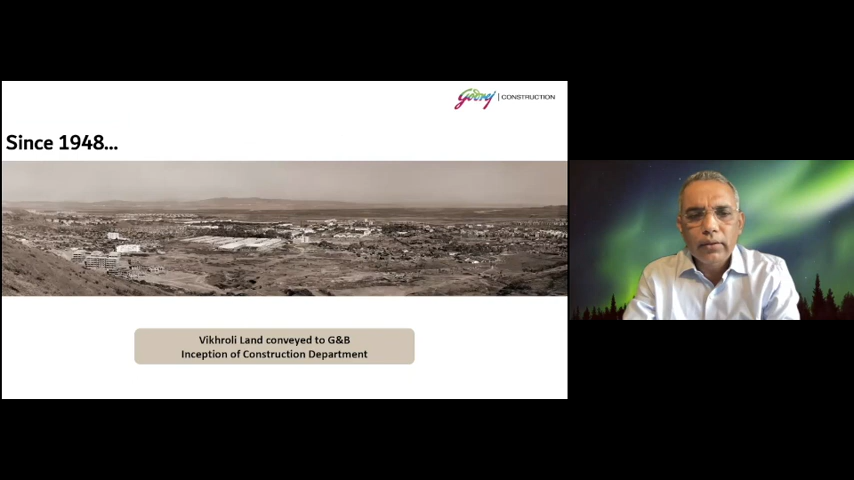 Godrej | CONSTRUCTION
Since 1948...
Vikhroli Land conveyed to G&B
Inception of Construction Department